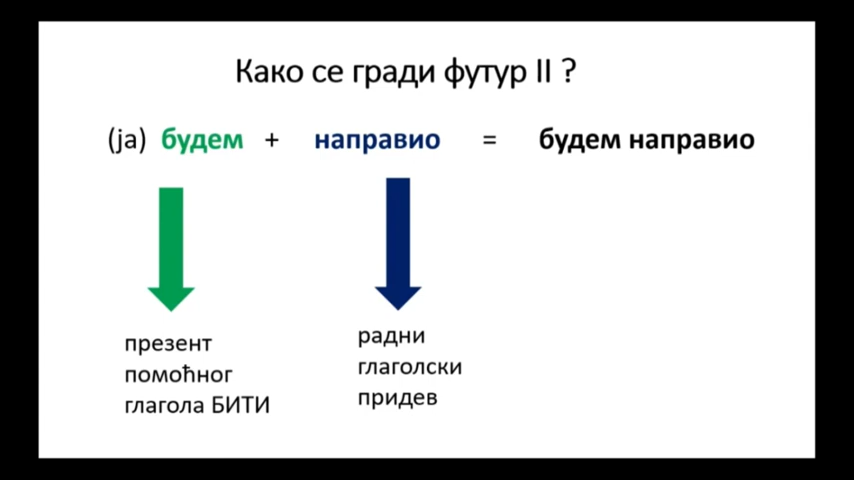 Како се гради футур II ?
(ја) будем + направио = будем направио
презент
помоћног
глагола БИТИ
радни
глаголски
придев